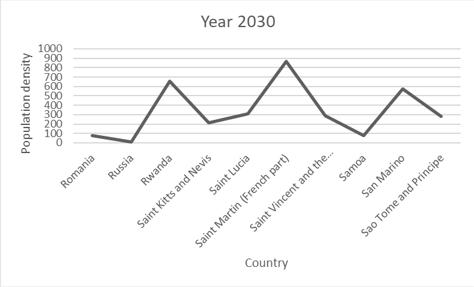 Year 2030
Population density
1000
900
800
700
600
500
400
300
200
100
0
Romania
Russia
Rwanda
Saint Kitts and Nevis
Saint Lucia
Saint Martin (French part)
Saint Vincent and the...
Samoa
San Marino
Sao Tome and Principe
Country